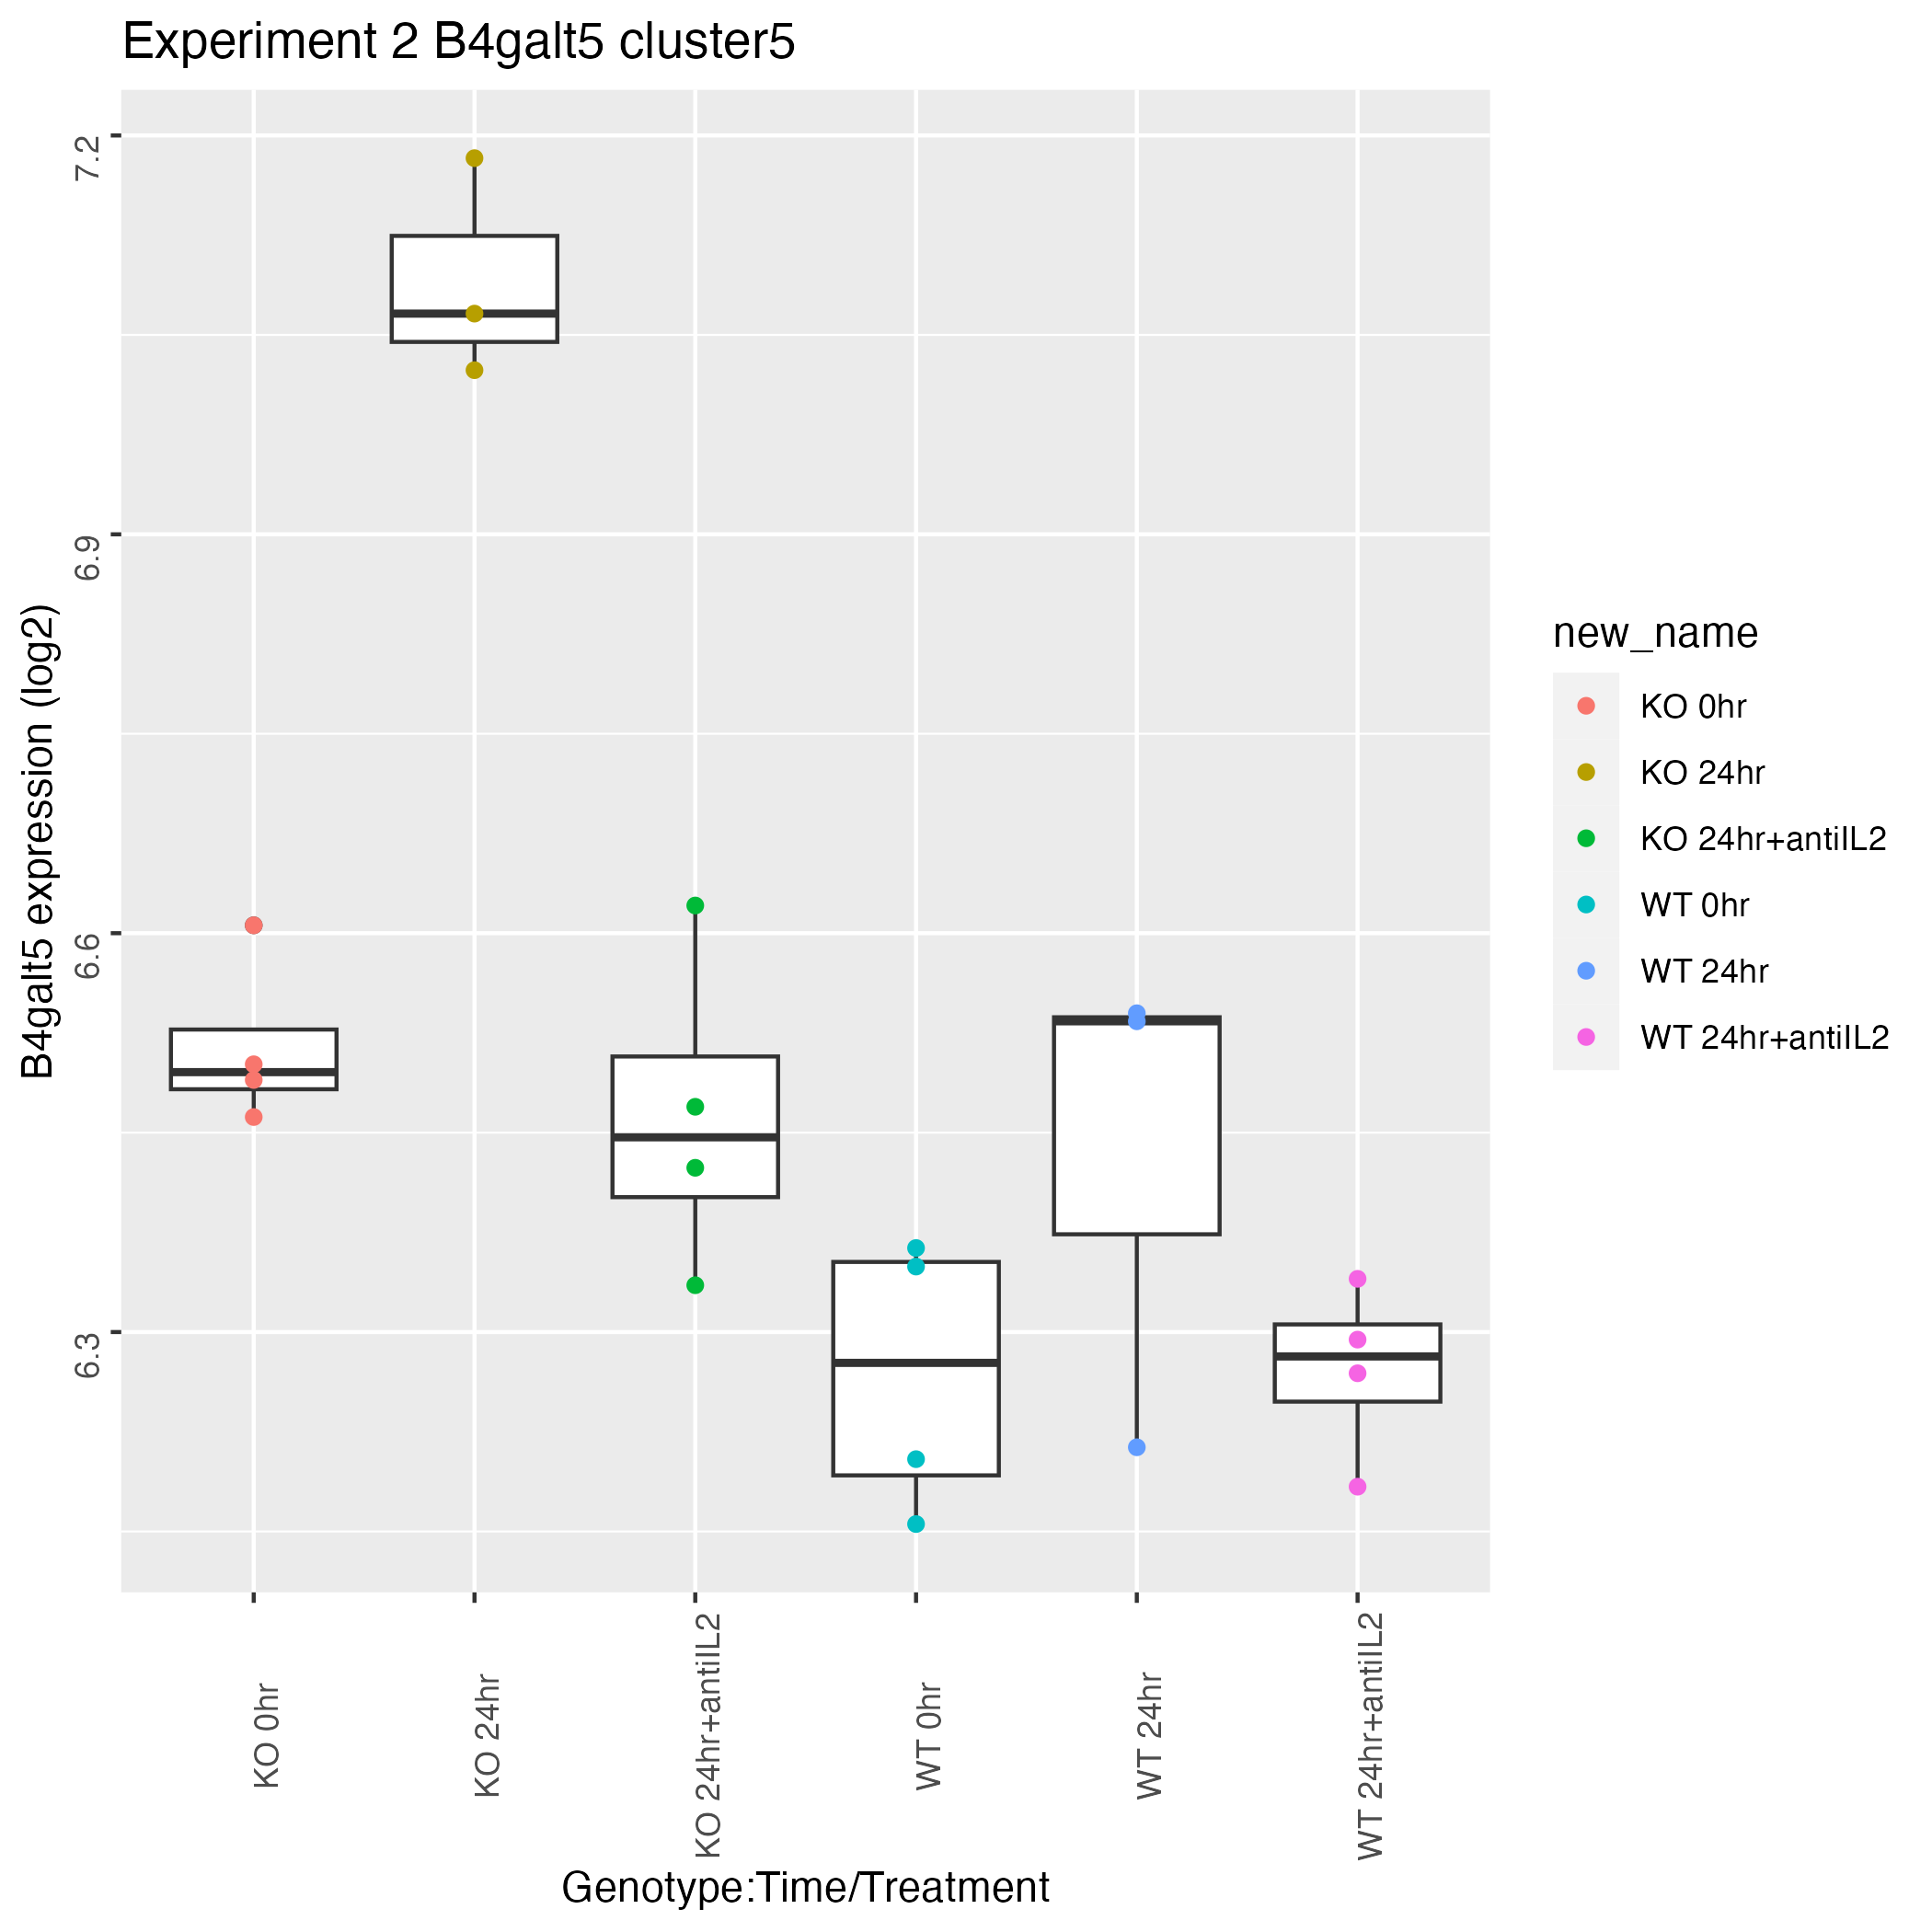 Experiment 2 B4galt5 cluster5
B4galt5 expression (log2)
7.2
6.9
6.6
6.3
KO 0hr
KO 24hr
KO 24hr+antiIL2
WT 0hr
WT 24hr
WT 24hr+antiIL2
Genotype:Time/Treatment
new_name
KO 0hr
KO 24hr
KO 24hr+antiIL2
WT 0hr
WT 24hr
WT 24hr+antiIL2